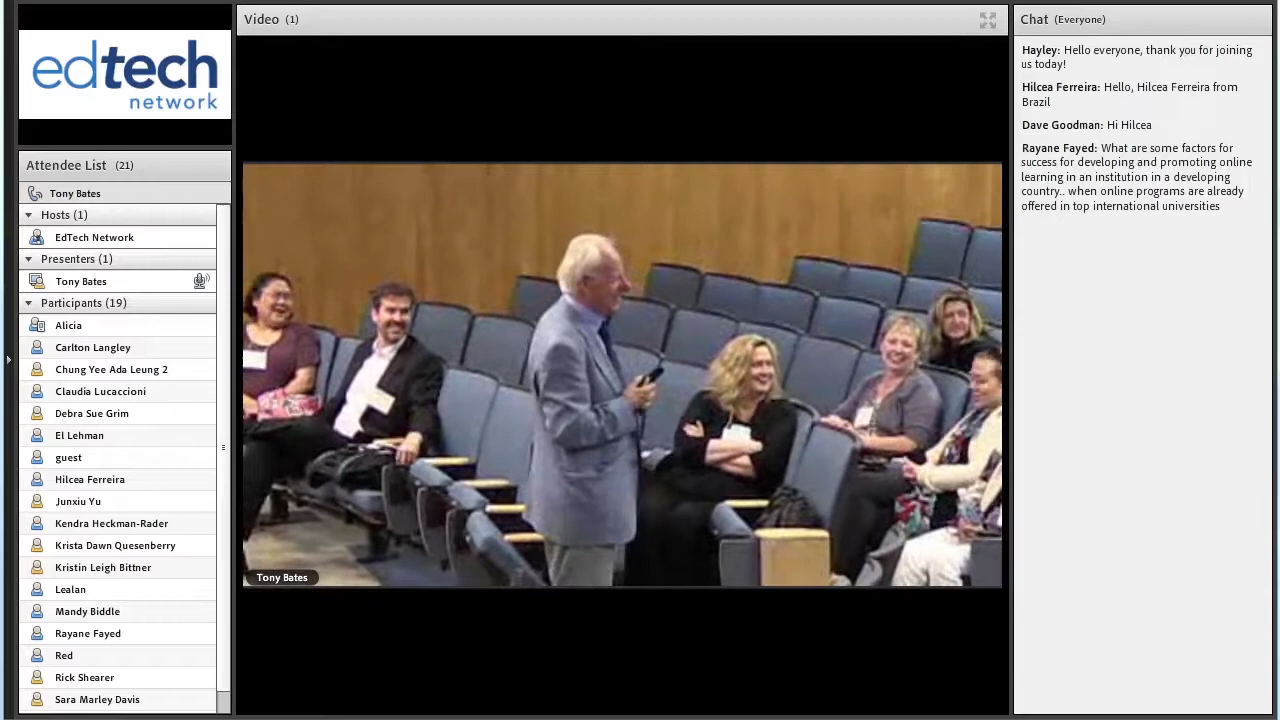 edtech
network
Attendee List (21)
Tony Bates
Hosts (1)
EdTech Network
Presenters (1)
Tony Bates
Participants (19)
Alicia
Carlton Langley
Chung Yee Ada Leung 2
Claudia Lucaccioni
Debra Sue Grim
El Lehman
guest
Hilcea Ferreira
Junxiu Yu
Kendra Heckman-Rader
Krista Dawn Quesenberry
Kristin Leigh Bittner
Lealan
Mandy Biddle
Rayane Fayed
Red
Rick Shearer
Sara Marley Davis
Video (1)
Tony Bates
Chat (Everyone)
Hayley: Hello everyone, thank you for joining
us today!
Hilcea Ferreira: Hello, Hilcea Ferreira from
Brazil
Dave Goodman: Hi Hilcea
Rayane Fayed: What are some factors for
success for developing and promoting online
learning in an institution in a developing
country.. when online programs are already
offered in top international universities